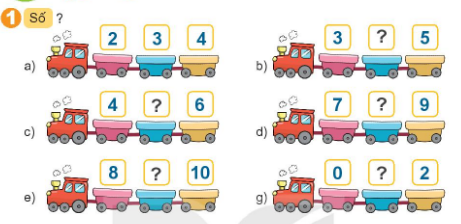 1 Số ?
a) 2 3 4
b) 3 ? 5
c) 4 ? 6
d) 7 ? 9
e) 8 ? 10
g) 0 ? 2